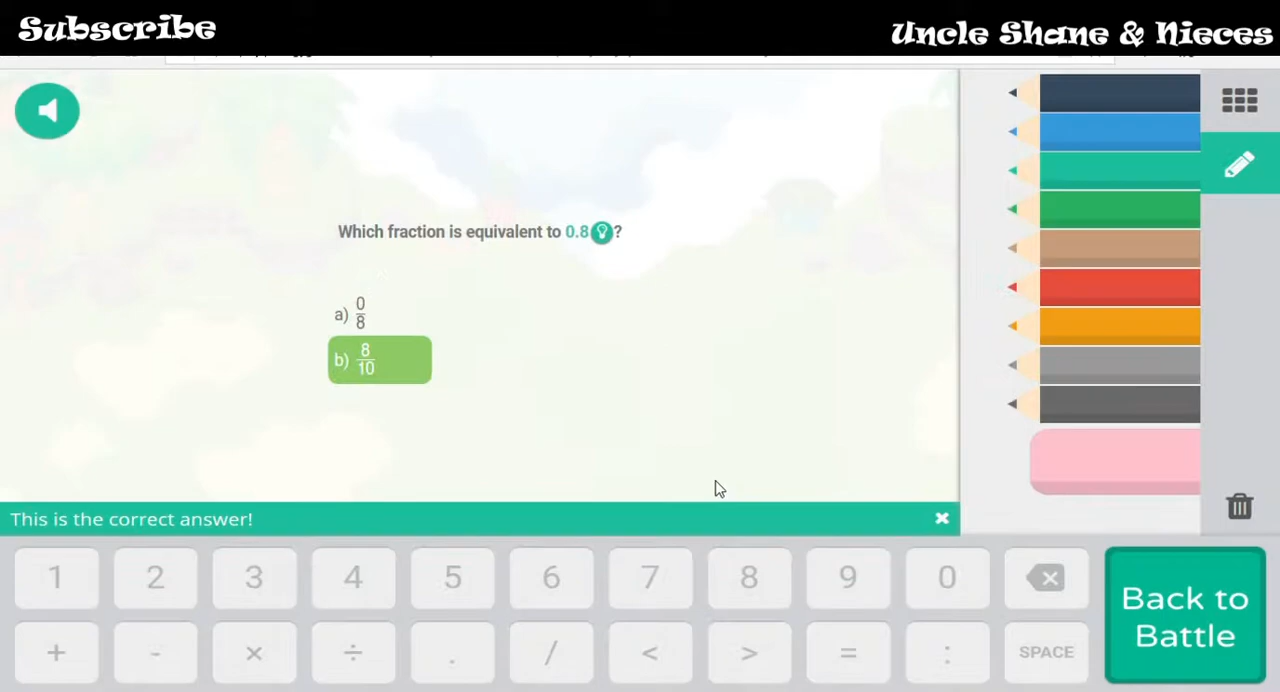 Subscribe
Uncle Shane & Nieces
Which fraction is equivalent to 0.8?
a) 0/8
b) 8/10
This is the correct answer!
1 2 3 4 5 6 7 8 9 0
+ - × ÷ . / < > = : SPACE
Back to
Battle